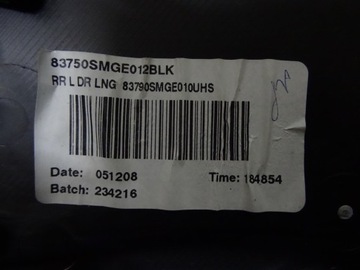 83750SMGE012BLK
RR L DR LNG 83790SMGE010UHS
Date: 051208 Time: 184854
Batch: 234216